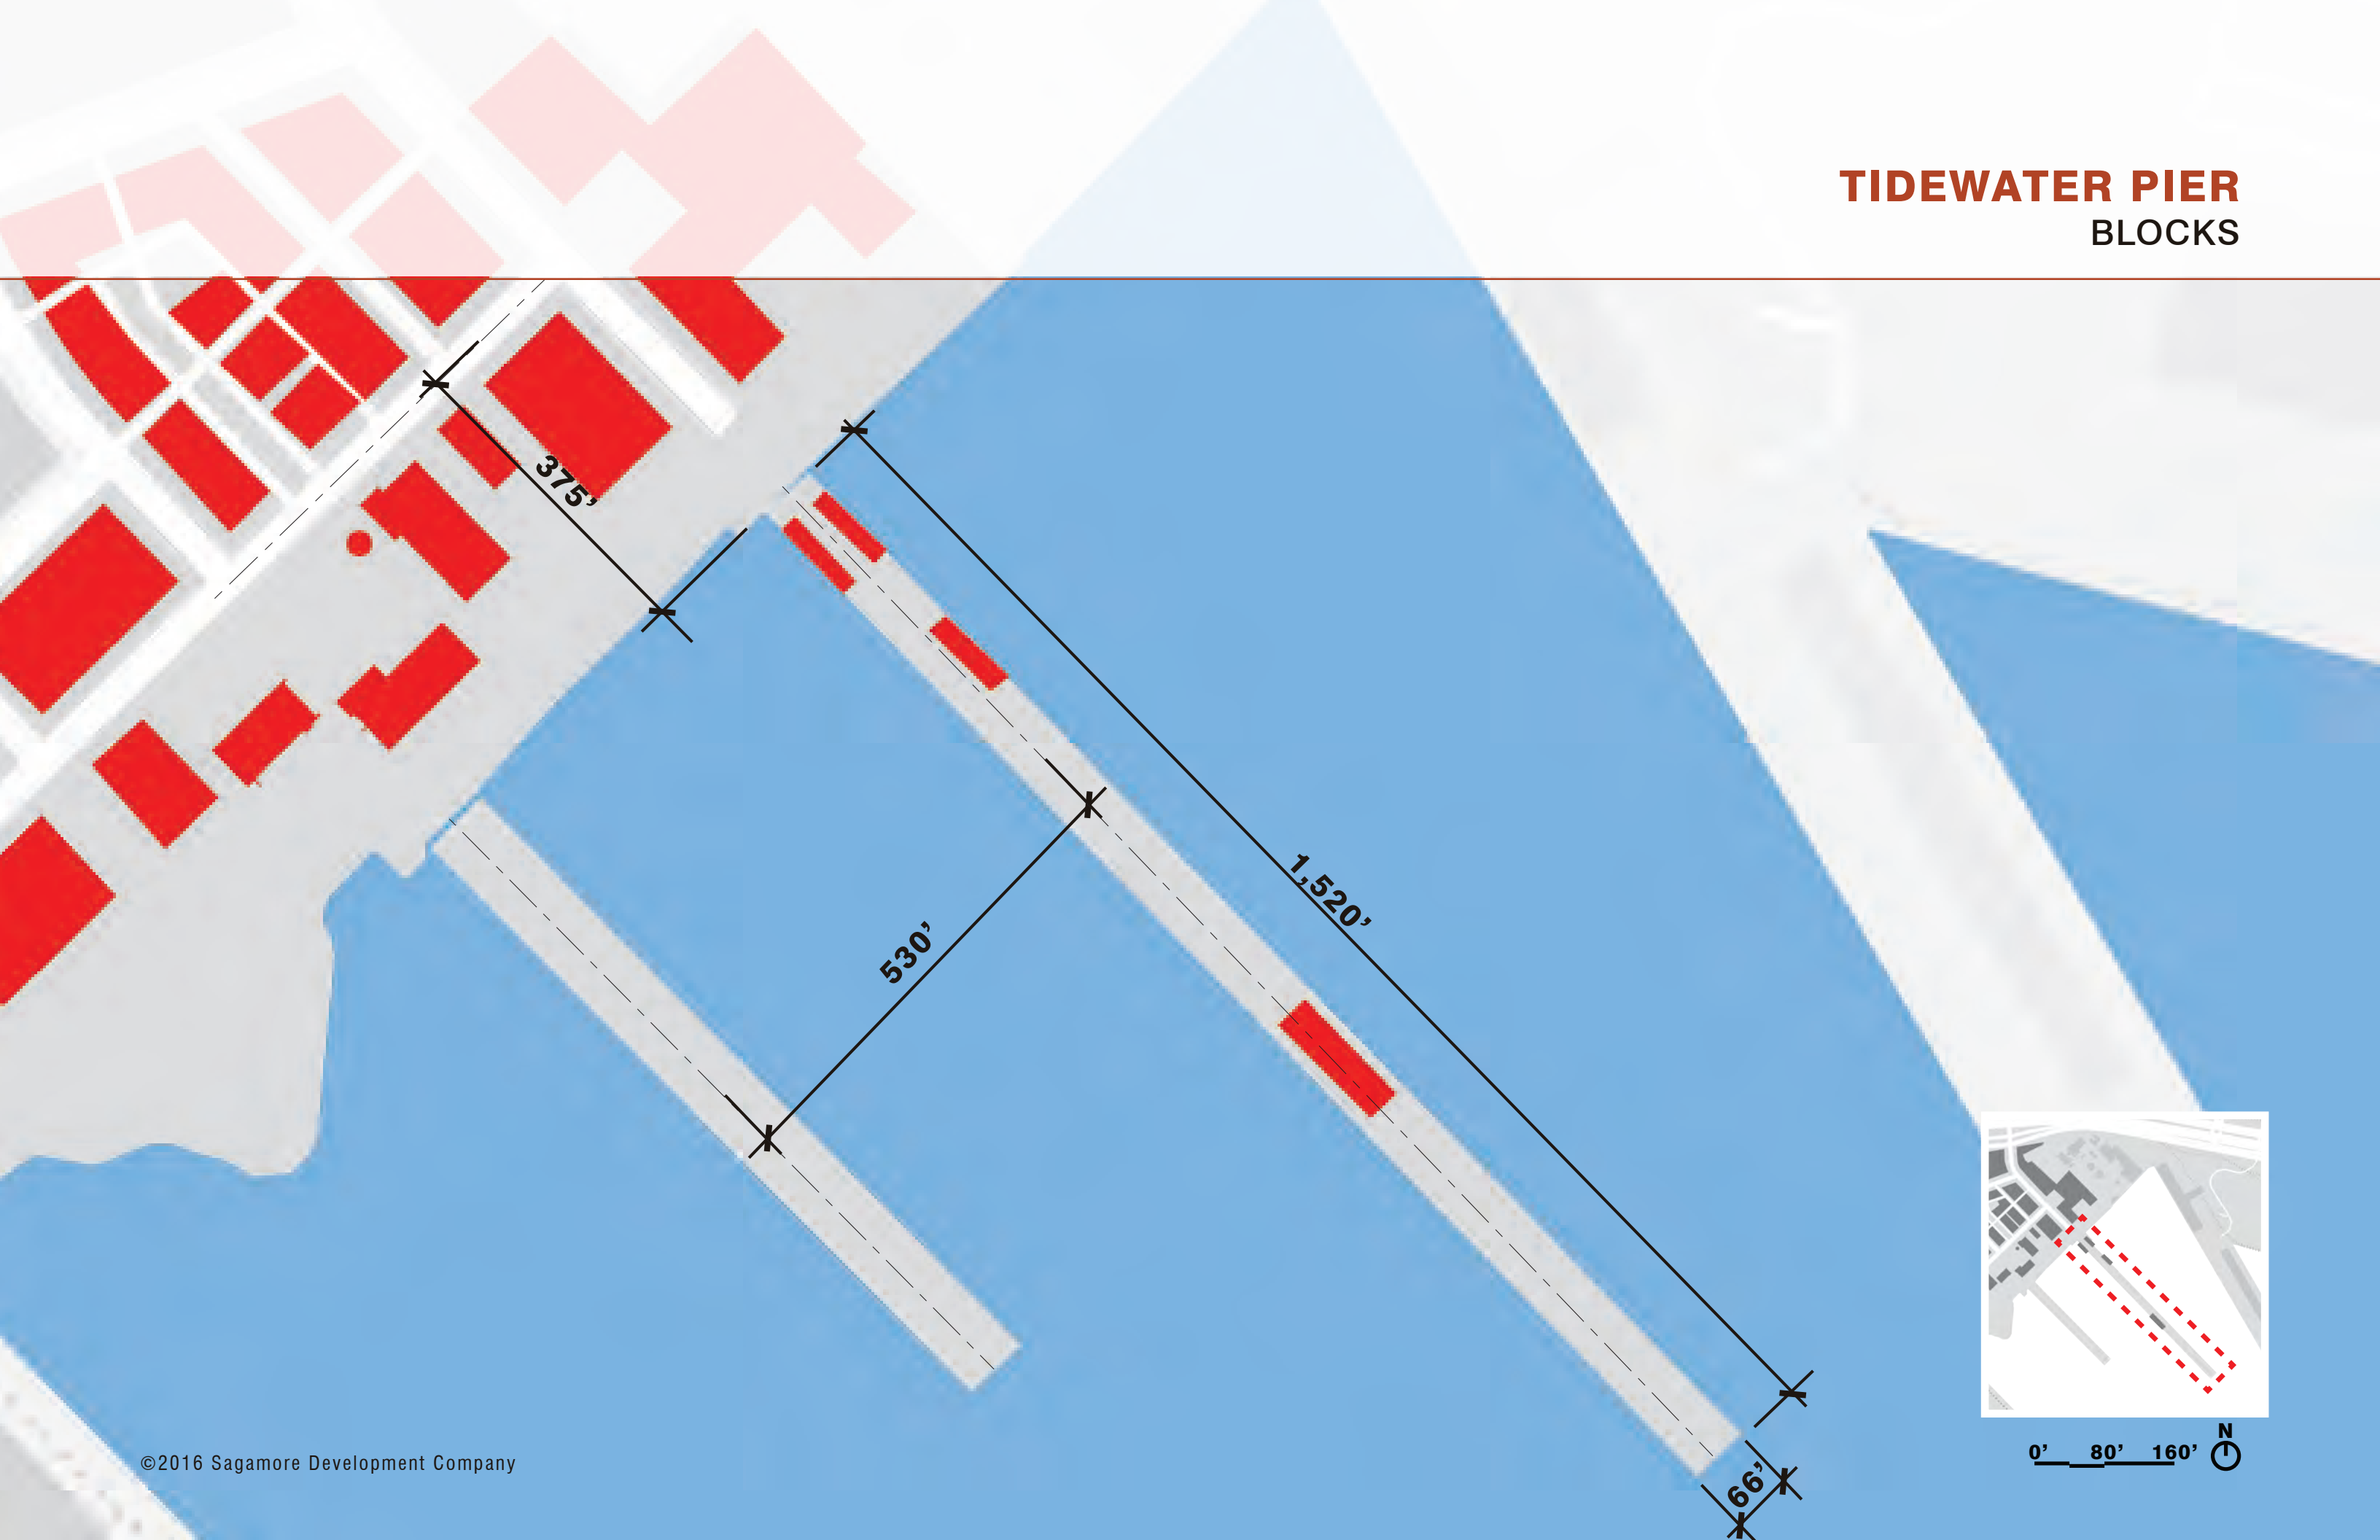 TIDEWATER PIER
BLOCKS
375’
1,520’
530’
66’
©2016 Sagamore Development Company
N
0’ 80’ 160’